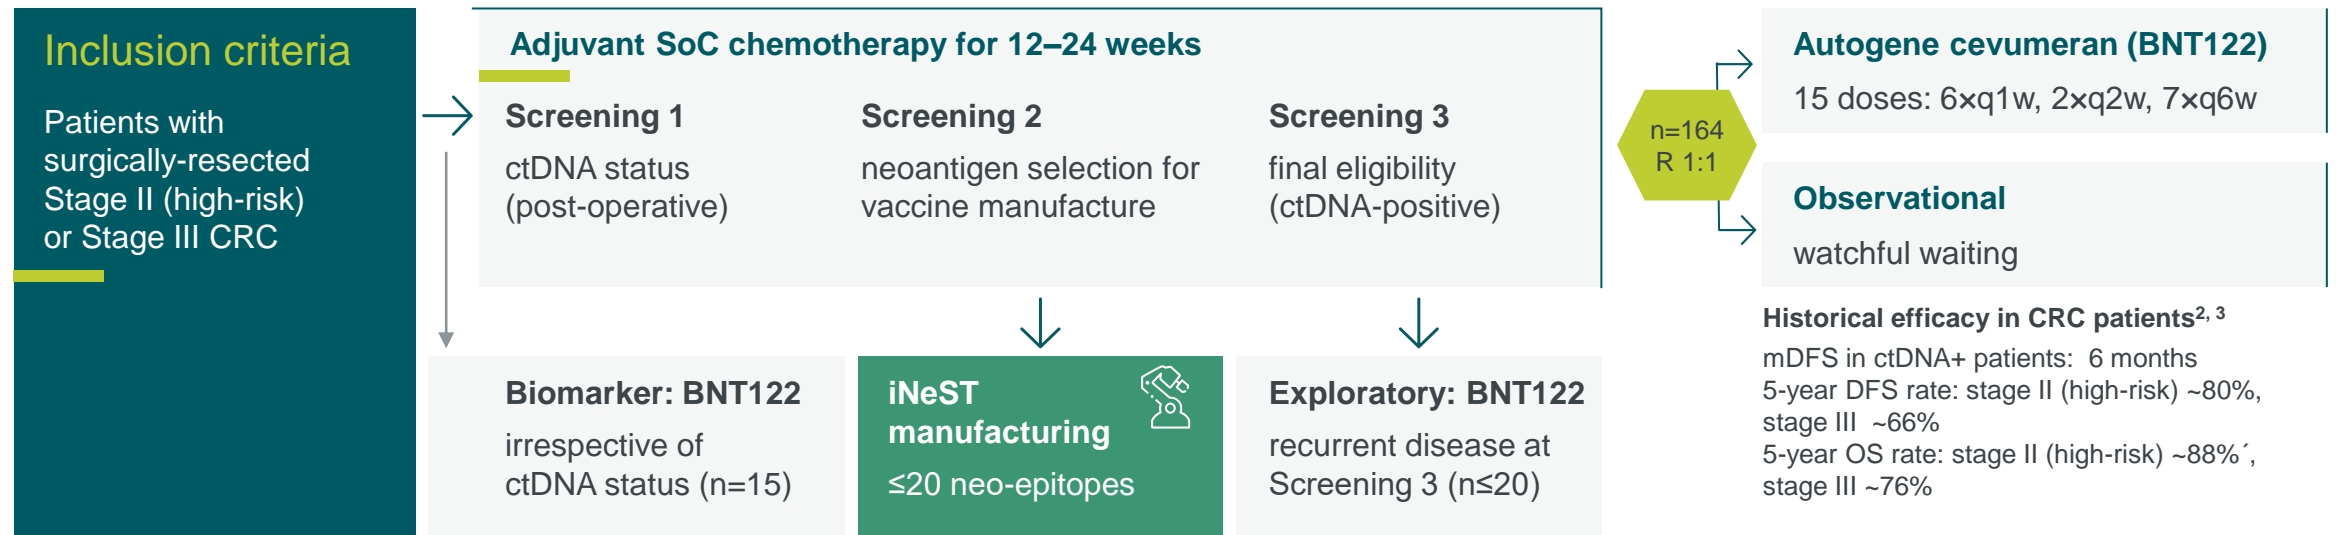 Inclusion criteria
Patients with
surgically-resected
Stage II (high-risk)
or Stage III CRC
Adjuvant SoC chemotherapy for 12–24 weeks
Screening 1
ctDNA status
(post-operative)
Screening 2
neoantigen selection for
vaccine manufacture
Screening 3
final eligibility
(ctDNA-positive)
Biomarker: BNT122
irrespective of
ctDNA status (n=15)
iNeST
manufacturing
≤20 neo-epitopes
Exploratory: BNT122
recurrent disease at
Screening 3 (n≤20)
n=164
R 1:1
Autogene cevumeran (BNT122)
15 doses: 6×q1w, 2×q2w, 7×q6w
Observational
watchful waiting
Historical efficacy in CRC patients2, 3
mDFS in ctDNA+ patients:  6 months
5-year DFS rate: stage II (high-risk) ~80%,
stage III  ~66%
5-year OS rate: stage II (high-risk) ~88%´,
stage III ~76%